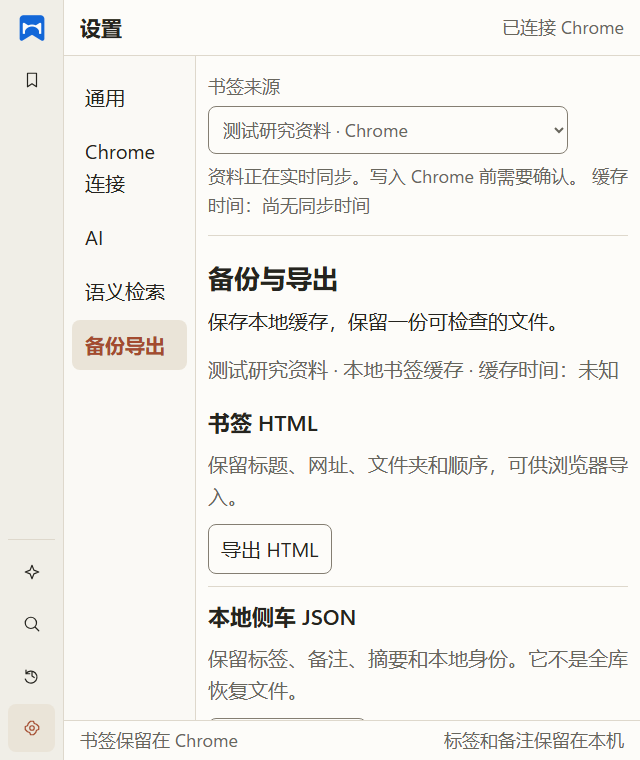 设置
已连接 Chrome
通用
Chrome
连接
AI
语义检索
备份导出
书签来源
测试研究资料 · Chrome
资料正在实时同步。写入 Chrome 前需要确认。 缓存
时间：尚无同步时间
备份与导出
保存本地缓存，保留一份可检查的文件。
测试研究资料 · 本地书签缓存 · 缓存时间：未知
书签 HTML
保留标题、网址、文件夹和顺序，可供浏览器导
入。
导出 HTML
本地侧车 JSON
保留标签、备注、摘要和本地身份。它不是全库
恢复文件。
书签保留在 Chrome
标签和备注保留在本机